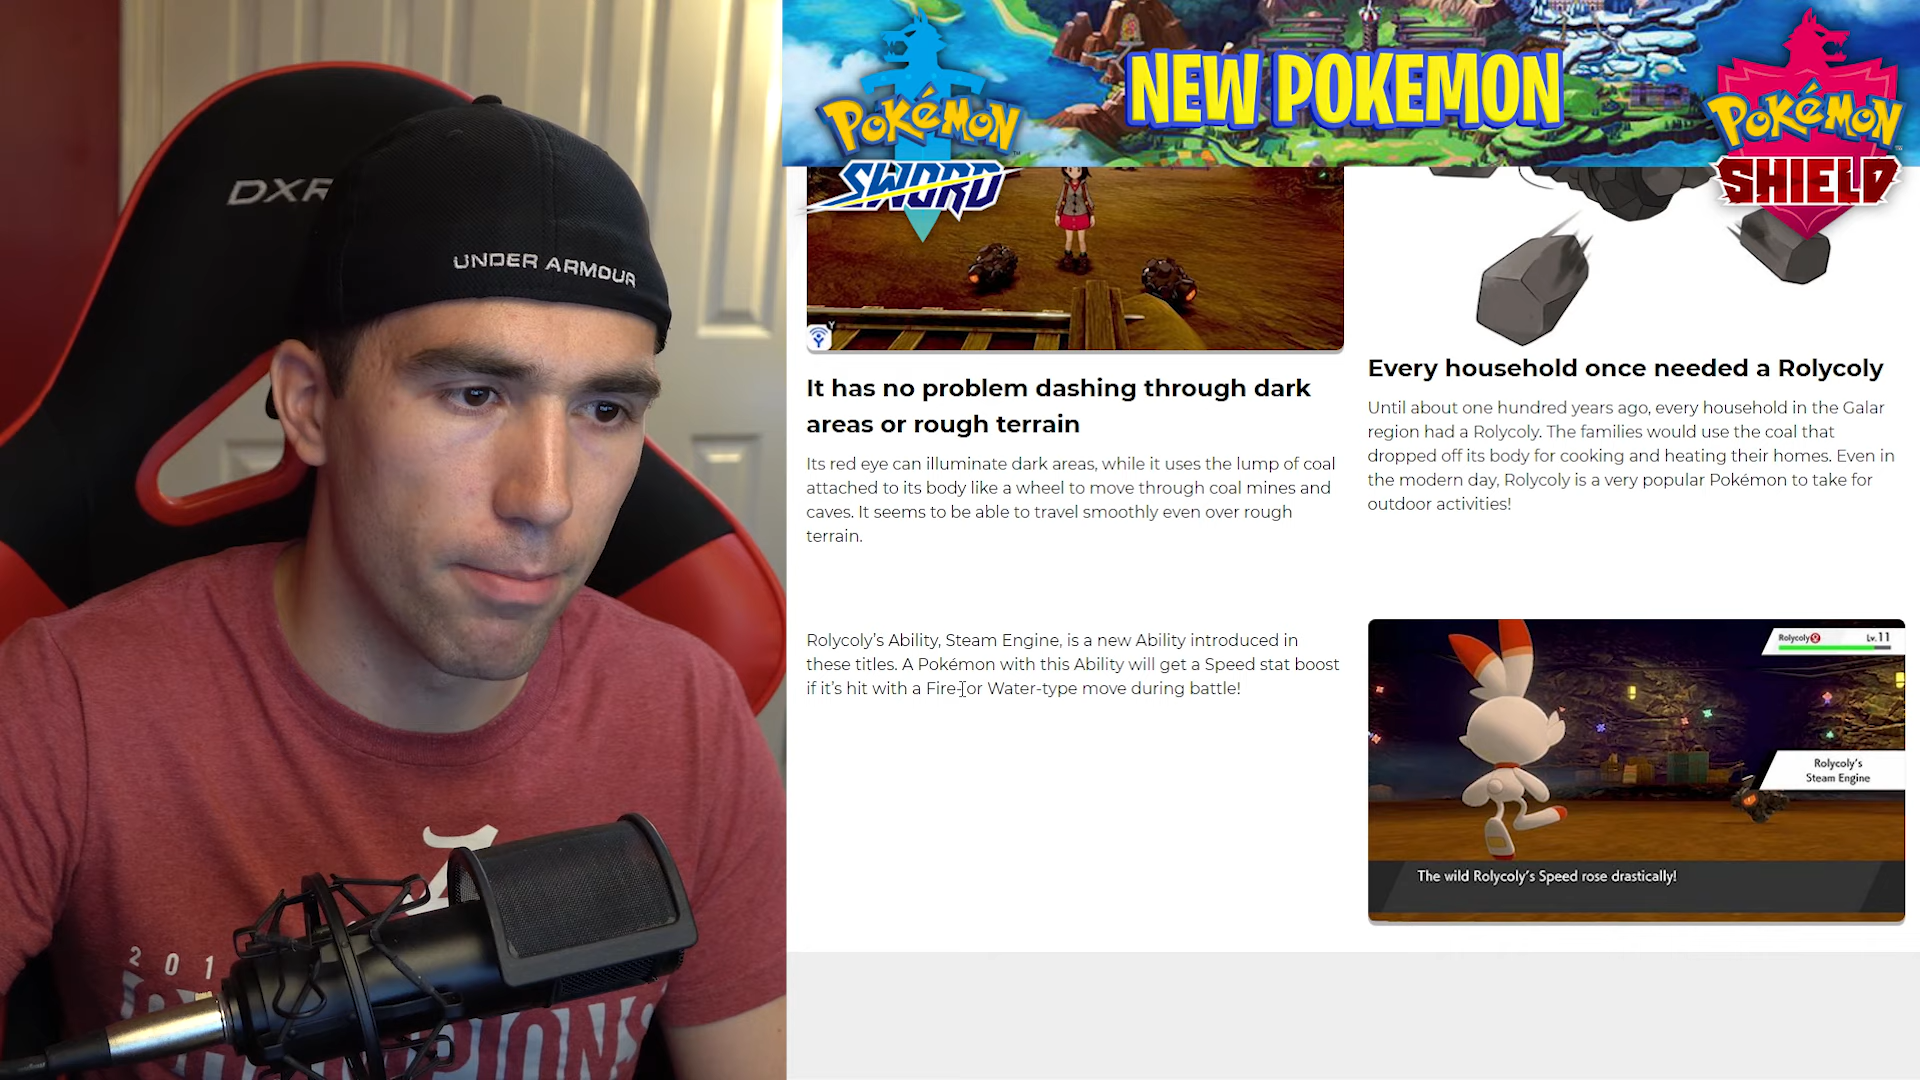 DXR
UNDER ARMOUR
201
NEW POKEMON
POKéMON
SWORD
POKéMON
SHIELD
Y
It has no problem dashing through dark
areas or rough terrain
Its red eye can illuminate dark areas, while it uses the lump of coal
attached to its body like a wheel to move through coal mines and
caves. It seems to be able to travel smoothly even over rough
terrain.
Every household once needed a Rolycoly
Until about one hundred years ago, every household in the Galar
region had a Rolycoly. The families would use the coal that
dropped off its body for cooking and heating their homes. Even in
the modern day, Rolycoly is a very popular Pokémon to take for
outdoor activities!
Rolycoly's Ability, Steam Engine, is a new Ability introduced in
these titles. A Pokémon with this Ability will get a Speed stat boost
if it's hit with a Fire- or Water-type move during battle!
Rolycoly Lv. 11
Rolycoly's
Steam Engine
The wild Rolycoly's Speed rose drastically!